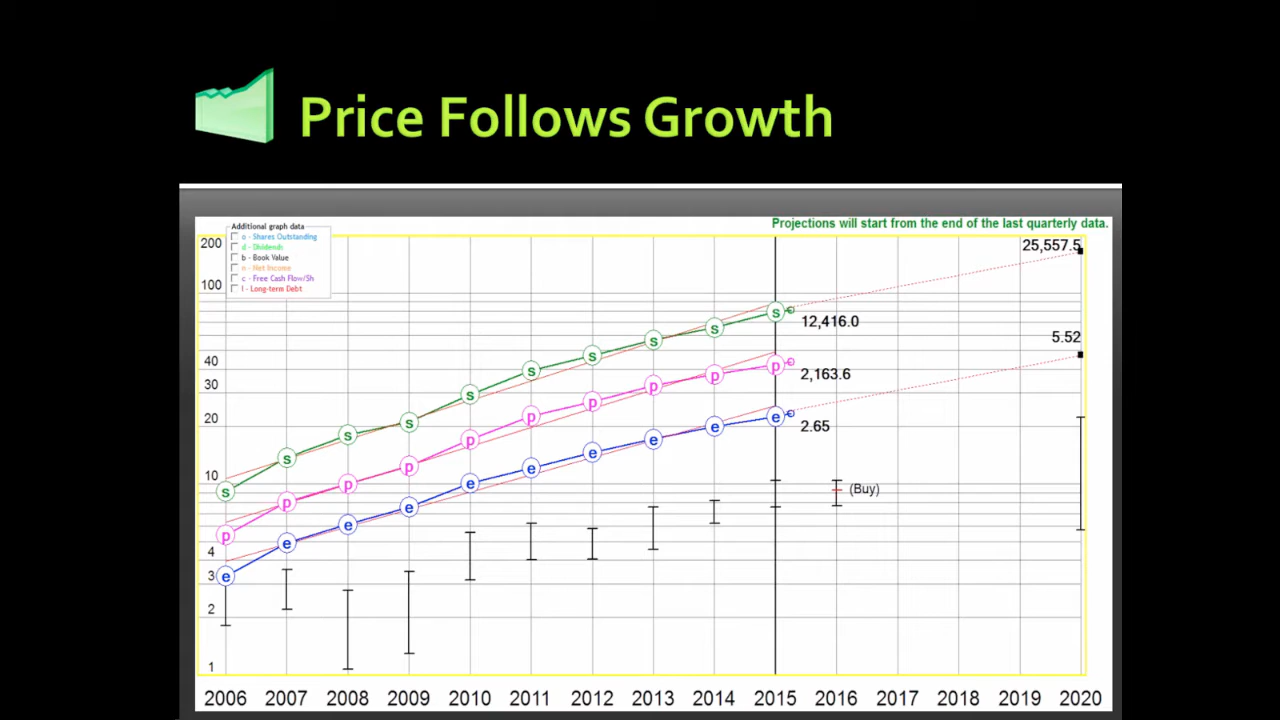 Price Follows Growth
Projections will start from the end of the last quarterly data.
Additional graph data
o - Shares Outstanding
d - Dividends
b - Book Value
n - Net Income
c - Free Cash Flow/Sh
l - Long-term Debt
200
100
40
30
20
10
4
3
2
1
25,557.5
12,416.0
5.52
2,163.6
2.65
(Buy)
s s s s s s s s s s
p p p p p p p p p p
e e e e e e e e e e
2006 2007 2008 2009 2010 2011 2012 2013 2014 2015 2016 2017 2018 2019 2020